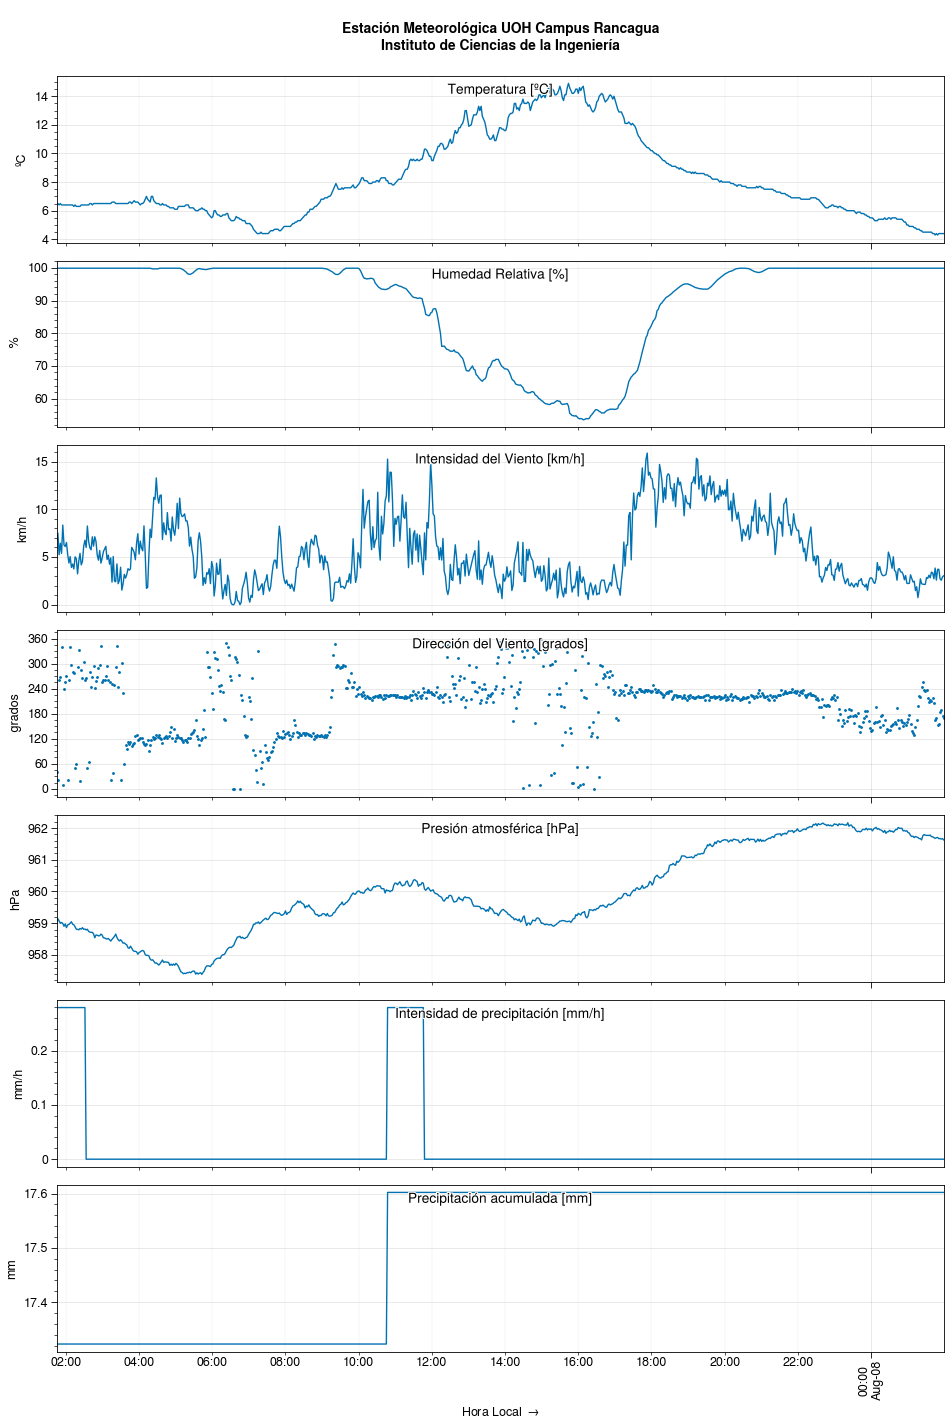 Estación Meteorológica UOH Campus Rancagua
Instituto de Ciencias de la Ingeniería
Temperatura [ºC]
ºC
14
12
10
8
6
4
Humedad Relativa [%]
%
100
90
80
70
60
Intensidad del Viento [km/h]
km/h
15
10
5
0
Dirección del Viento [grados]
grados
360
300
240
180
120
60
0
Presión atmosférica [hPa]
hPa
962
961
960
959
958
Intensidad de precipitación [mm/h]
mm/h
0.2
0.1
0
Precipitación acumulada [mm]
mm
17.6
17.5
17.4
02:00 04:00 06:00 08:00 10:00 12:00 14:00 16:00 18:00 20:00 22:00 00:00
Aug-08
Hora Local →